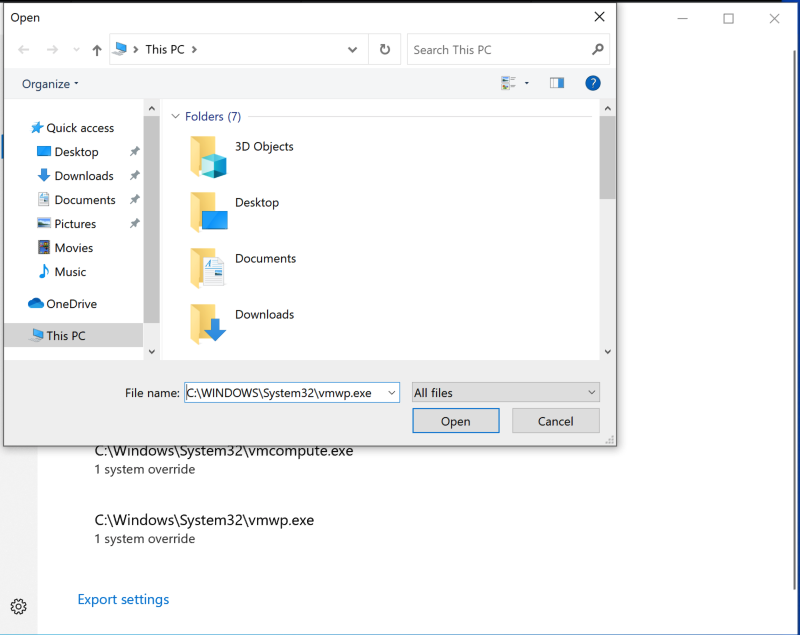 Open
This PC
Search This PC
Organize
Quick access
Desktop
Downloads
Documents
Pictures
Movies
Music
OneDrive
This PC
Folders (7)
3D Objects
Desktop
Documents
Downloads
File name: C:\WINDOWS\System32\vmwp.exe
All files
Open
Cancel
C:\Windows\System32\vmcompute.exe
1 system override
C:\Windows\System32\vmwp.exe
1 system override
Export settings